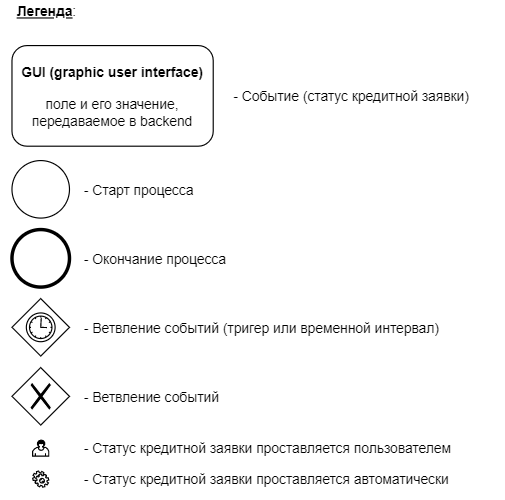 Легенда:
GUI (graphic user interface)
поле и его значение,
передаваемое в backend
- Событие (статус кредитной заявки)
- Старт процесса
- Окончание процесса
- Ветвление событий (тригер или временной интервал)
- Ветвление событий
- Статус кредитной заявки проставляется пользователем
- Статус кредитной заявки проставляется автоматически